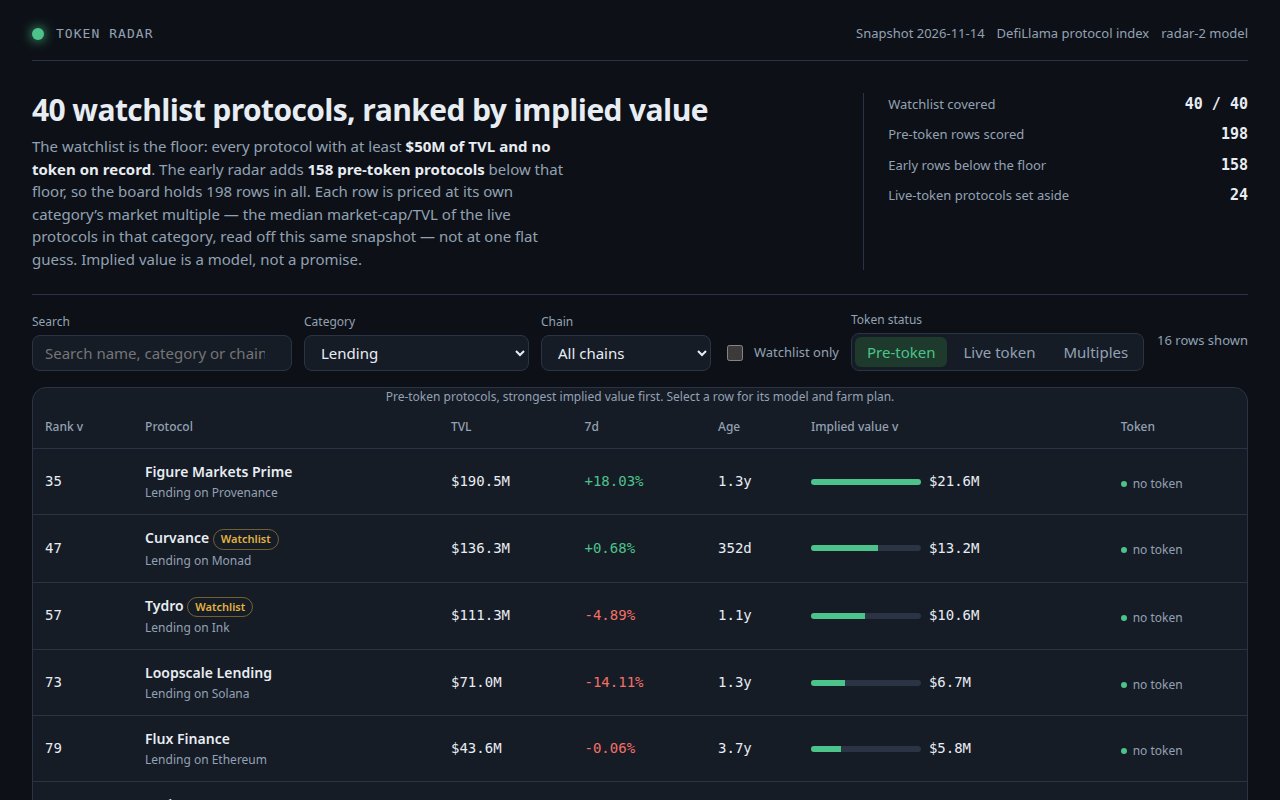 TOKEN RADAR
Snapshot 2026-11-14 DefiLlama protocol index radar-2 model
40 watchlist protocols, ranked by implied value
The watchlist is the floor: every protocol with at least $50M of TVL and no
token on record. The early radar adds 158 pre-token protocols below that
floor, so the board holds 198 rows in all. Each row is priced at its own
category’s market multiple — the median market-cap/TVL of the live
protocols in that category, read off this same snapshot — not at one flat
guess. Implied value is a model, not a promise.
Watchlist covered 40 / 40
Pre-token rows scored 198
Early rows below the floor 158
Live-token protocols set aside 24
Search
Search name, category or chain
Category
Lending
Chain
All chains
Watchlist only
Token status
Pre-token Live token Multiples
16 rows shown
Pre-token protocols, strongest implied value first. Select a row for its model and farm plan.
Rank v Protocol TVL 7d Age Implied value v Token
35 Figure Markets Prime $190.5M +18.03% 1.3y $21.6M no token
Lending on Provenance
47 Curvance Watchlist $136.3M +0.68% 352d $13.2M no token
Lending on Monad
57 Tydro Watchlist $111.3M -4.89% 1.1y $10.6M no token
Lending on Ink
73 Loopscale Lending $71.0M -14.11% 1.3y $6.7M no token
Lending on Solana
79 Flux Finance $43.6M -0.06% 3.7y $5.8M no token
Lending on Ethereum